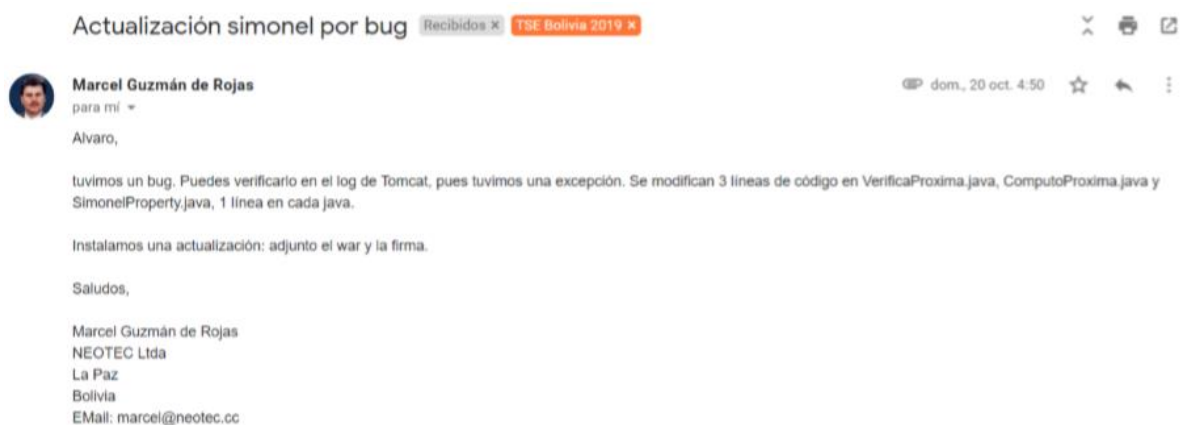 Actualización simonel por bug Recibidos x TSE Bolivia 2019 x
Marcel Guzmán de Rojas dom., 20 oct. 4:50
para mí
Alvaro,
tuvimos un bug. Puedes verificarlo en el log de Tomcat, pues tuvimos una excepción. Se modifican 3 líneas de código en VerificaProxima.java, ComputoProxima.java y
SimonelProperty.java, 1 línea en cada java.
Instalamos una actualización: adjunto el war y la firma.
Saludos,
Marcel Guzmán de Rojas
NEOTEC Ltda
La Paz
Bolivia
EMail: marcel@neotec.cc